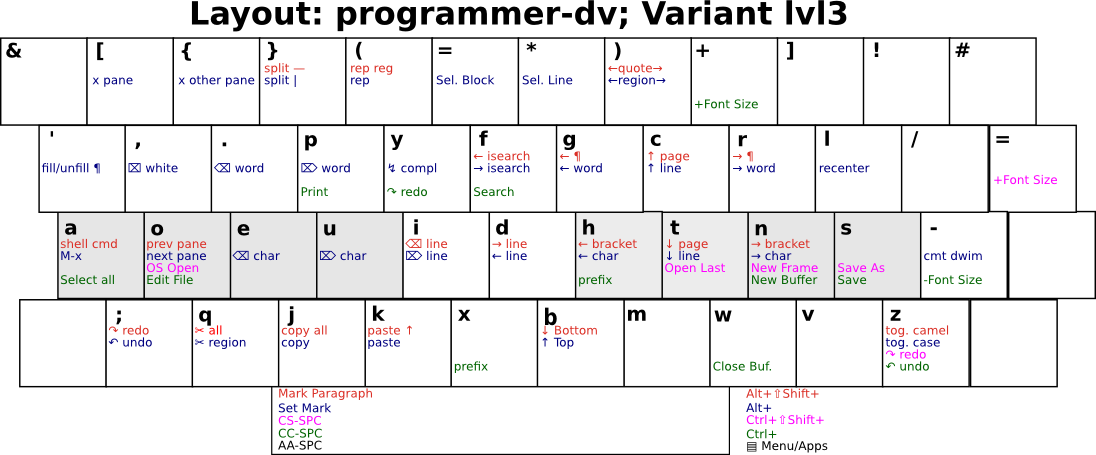 Layout: programmer-dv; Variant lvl3
& [ { } ( = * ) + ] ! #
split — rep reg ←quote→
x pane x other pane split | rep Sel. Block Sel. Line ←region→
+Font Size
' , . p y f g c r l / =
← isearch ← ¶ ↑ page → ¶
fill/unfill ¶ ⌧ white ⌫ word ⌦ word ↯ compl → isearch ← word ↑ line → word recenter
+Font Size
Print ↷ redo Search
a o e u i d h t n s -
shell cmd prev pane ⌫ line → line ← bracket ↓ page → bracket
M-x next pane ⌫ char ⌦ char ⌦ line ← line ← char ↓ line → char cmt dwim
OS Open Open Last New Frame Save As
Select all Edit File prefix New Buffer Save -Font Size
; q j k x b m w v z
↷ redo ✂ all copy all paste ↑ ↓ Bottom tog. camel
↶ undo ✂ region copy paste ↑ Top tog. case
↷ redo
prefix Close Buf. ↶ undo
Mark Paragraph Alt+⇧Shift+
Set Mark Alt+
CS-SPC Ctrl+⇧Shift+
CC-SPC Ctrl+
AA-SPC ▤ Menu/Apps